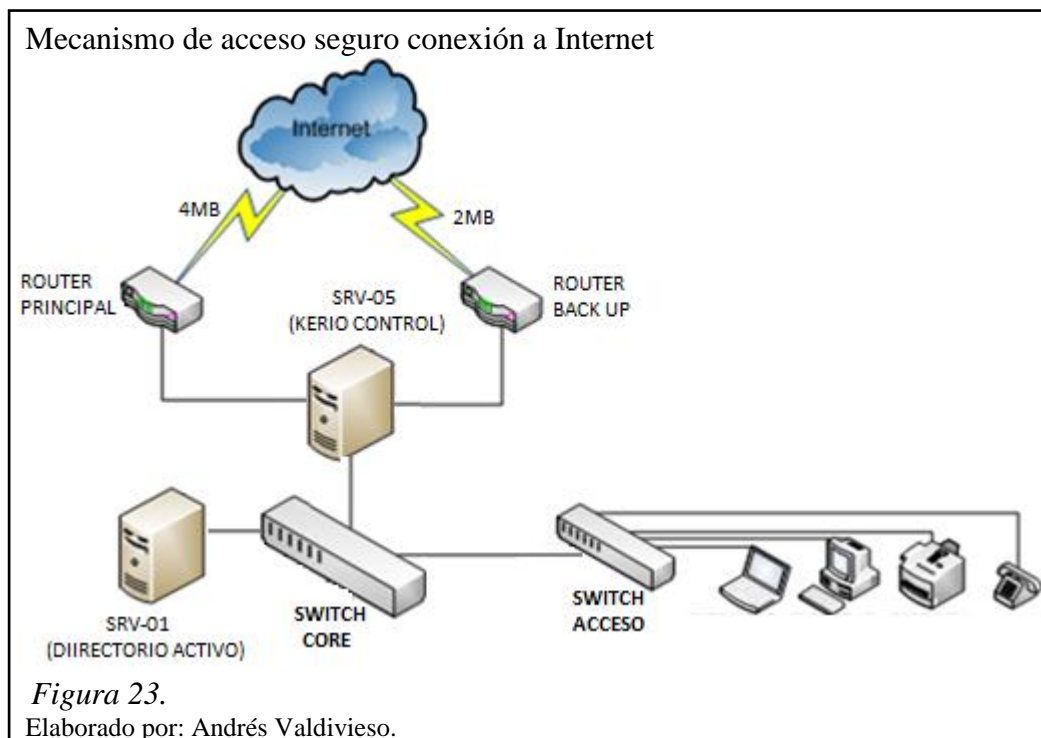 Mecanismo de acceso seguro conexión a Internet
Internet
4MB
2MB
ROUTER
PRINCIPAL
SRV-05
(KERIO CONTROL)
ROUTER
BACK UP
SRV-01
(DIIRECTORIO ACTIVO)
SWITCH
CORE
SWITCH
ACCESO
Figura 23.
Elaborado por: Andrés Valdivieso.